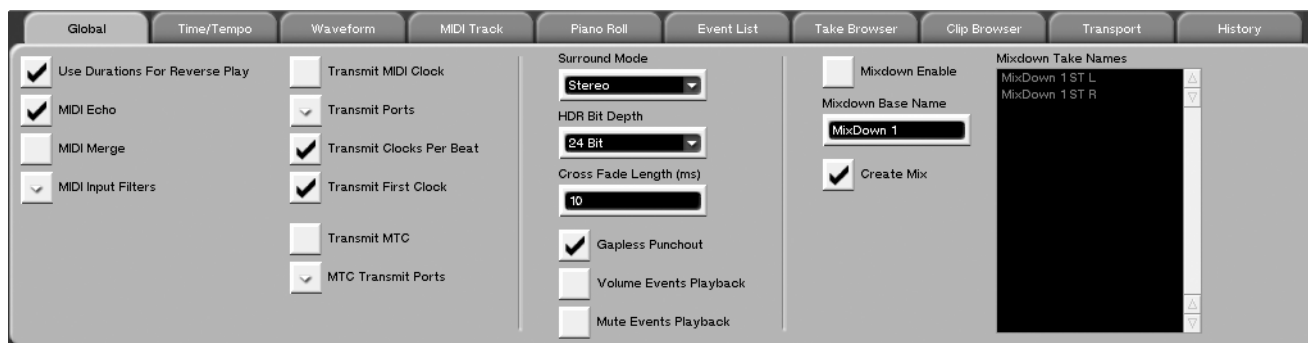 Global
Time/Tempo
Waveform
MIDI Track
Piano Roll
Event List
Take Browser
Clip Browser
Transport
History
Use Durations For Reverse Play
MIDI Echo
MIDI Merge
MIDI Input Filters
Transmit MIDI Clock
Transmit Ports
Transmit Clocks Per Beat
Transmit First Clock
Transmit MTC
MTC Transmit Ports
Surround Mode
Stereo
HDR Bit Depth
24 Bit
Cross Fade Length (ms)
10
Gapless Punchout
Volume Events Playback
Mute Events Playback
Mixdown Enable
Mixdown Base Name
MixDown 1
Create Mix
Mixdown Take Names
MixDown 1 ST L
MixDown 1 ST R